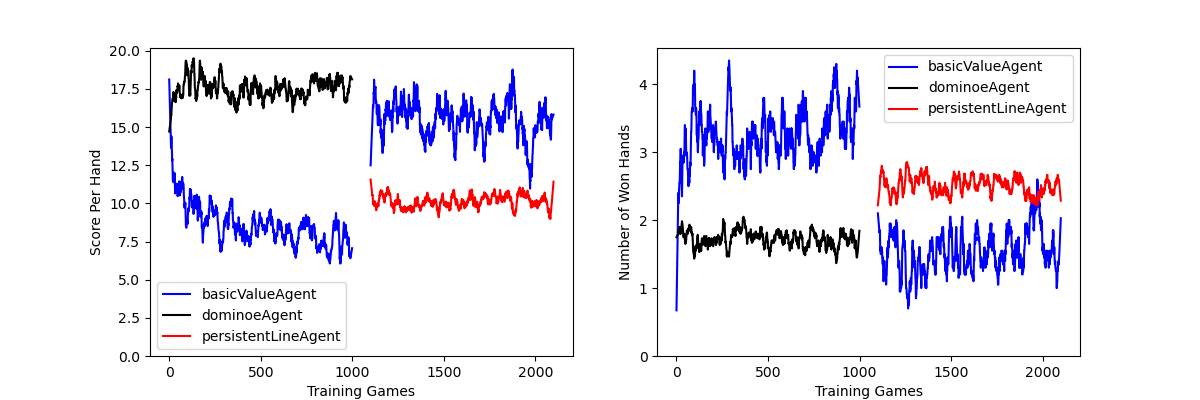 20.0
17.5
15.0
12.5
10.0
7.5
5.0
2.5
0.0
Score Per Hand
basicValueAgent
dominoeAgent
persistentLineAgent
0 500 1000 1500 2000
Training Games
4
3
2
1
0
Number of Won Hands
basicValueAgent
dominoeAgent
persistentLineAgent
0 500 1000 1500 2000
Training Games